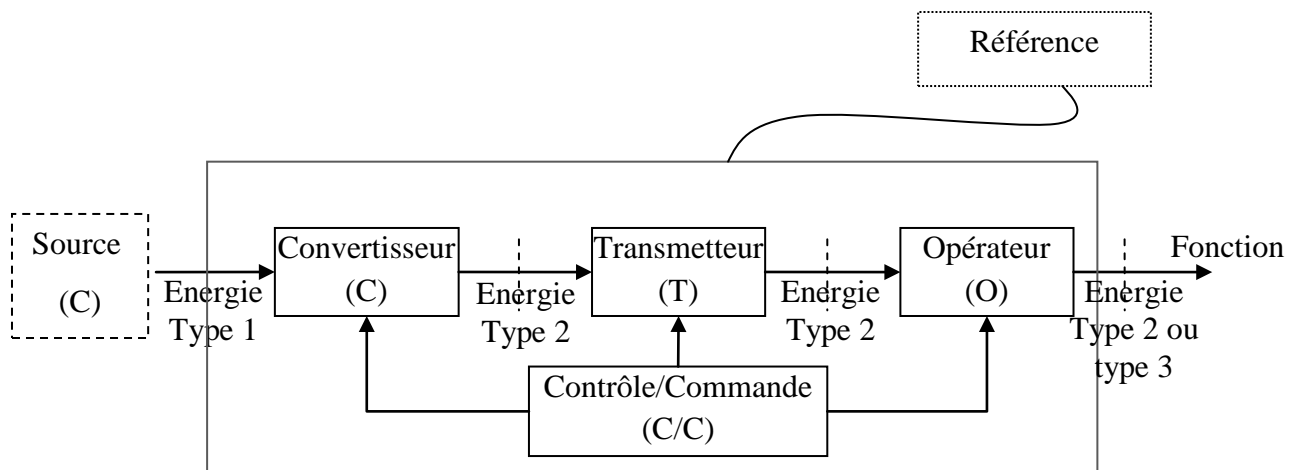 Référence
Source
(C)
Energie
Type 1
Convertisseur
(C)
Energie
Type 2
Transmetteur
(T)
Energie
Type 2
Opérateur
(O)
Fonction
Energie
Type 2 ou
type 3
Contrôle/Commande
(C/C)